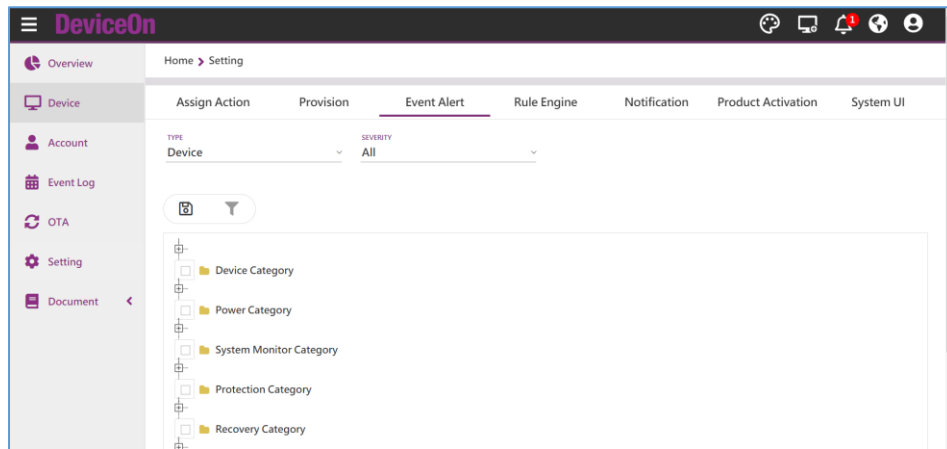 DeviceOn
1
Overview
Home > Setting
Device
Assign Action Provision Event Alert Rule Engine Notification Product Activation System UI
Account
TYPE SEVERITY
Device All
Event Log
OTA
Setting
Device Category
Document
Power Category
System Monitor Category
Protection Category
Recovery Category